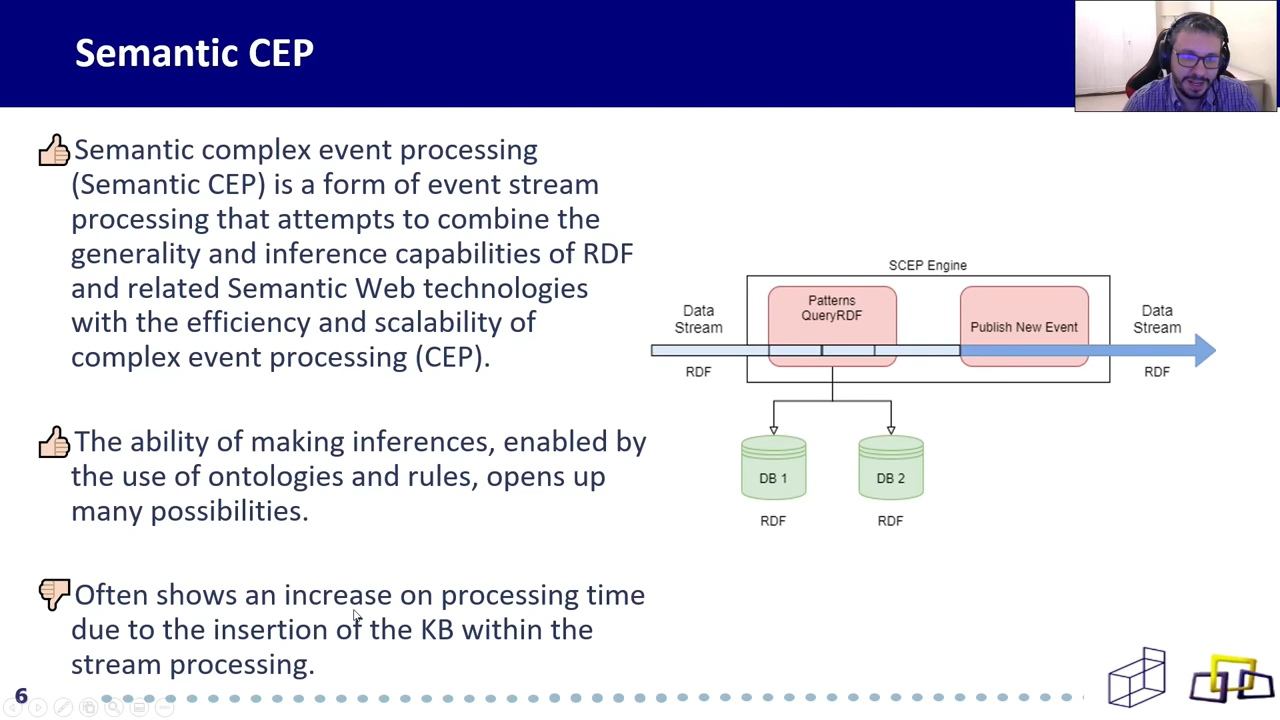 Semantic CEP
Semantic complex event processing
(Semantic CEP) is a form of event stream
processing that attempts to combine the
generality and inference capabilities of RDF
and related Semantic Web technologies
with the efficiency and scalability of
complex event processing (CEP).
The ability of making inferences, enabled by
the use of ontologies and rules, opens up
many possibilities.
Often shows an increase on processing time
due to the insertion of the KB within the
stream processing.
SCEP Engine
Data
Stream
RDF
Patterns
QueryRDF
Publish New Event
Data
Stream
RDF
DB 1
RDF
DB 2
RDF
6